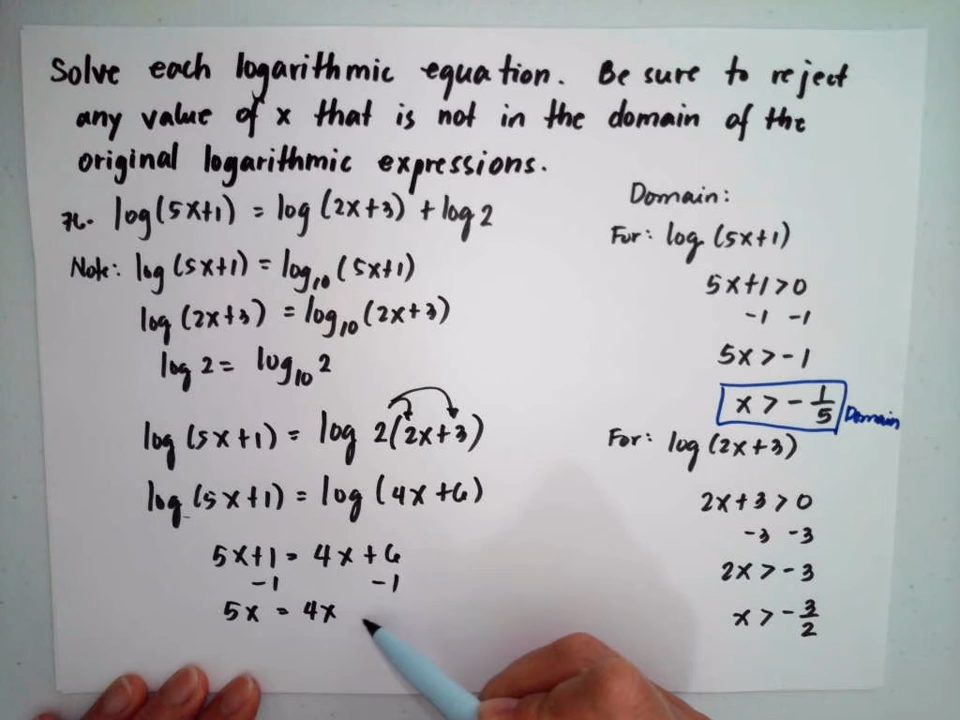 Solve each logarithmic equation. Be sure to reject
any value of x that is not in the domain of the
original logarithmic expressions.
76. log(5x+1) = log(2x+3) + log2
Note: log(5x+1) = log₁₀(5x+1)
log(2x+3) = log₁₀(2x+3)
log 2 = log₁₀ 2
log(5x+1) = log 2(2x+3)
log(5x+1) = log(4x+6)
5x+1 = 4x+6
-1 -1
5x = 4x
Domain:
For: log(5x+1)
5x+1>0
-1 -1
5x > -1
x > -1/5 Domain
For: log(2x+3)
2x+3>0
-3 -3
2x > -3
x > -3/2